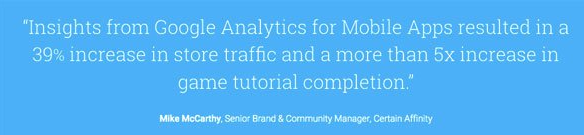 “Insights from Google Analytics for Mobile Apps resulted in a
39% increase in store traffic and a more than 5x increase in
game tutorial completion.”
Mike McCarthy, Senior Brand & Community Manager, Certain Affinity